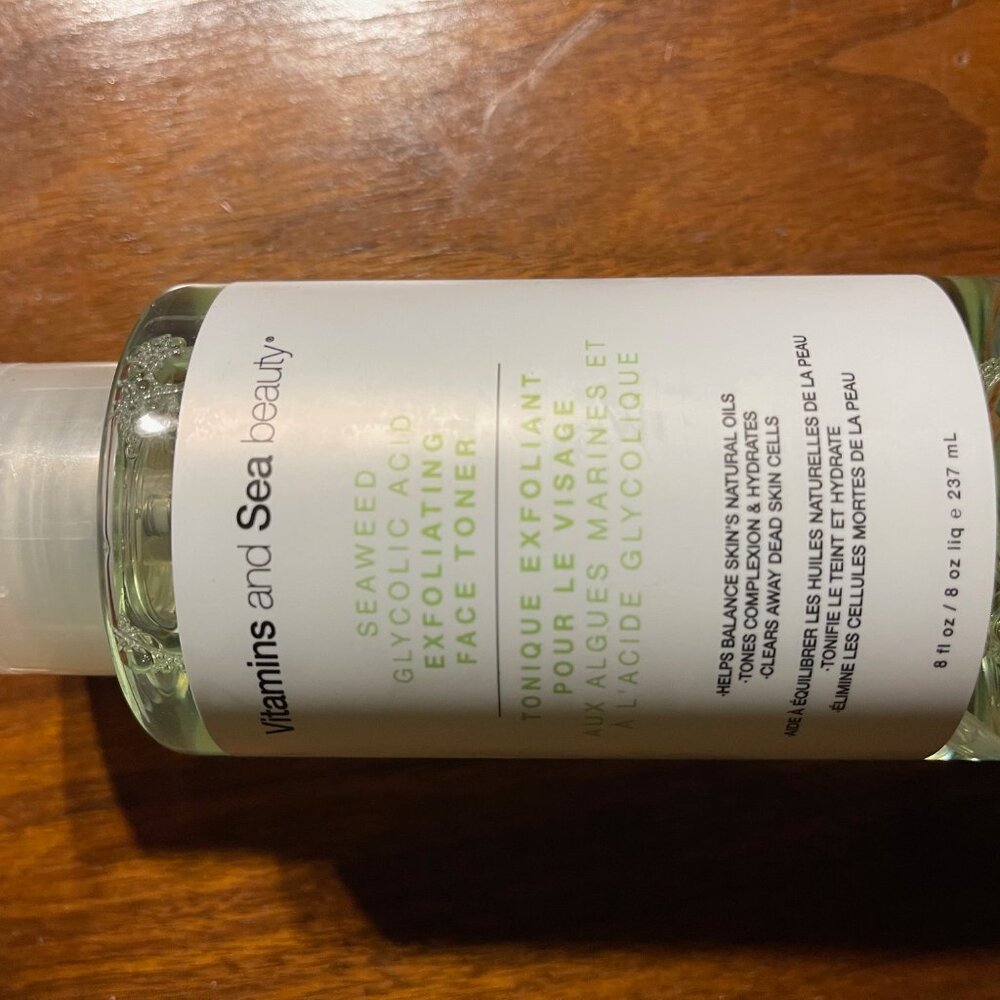 Vitamins and Sea beauty®
SEAWEED
GLYCOLIC ACID
EXFOLIATING
FACE TONER
TONIQUE EXFOLIANT
POUR LE VISAGE
AUX ALGUES MARINES ET
À L'ACIDE GLYCOLIQUE
·HELPS BALANCE SKIN'S NATURAL OILS
·TONES COMPLEXION & HYDRATES
·CLEARS AWAY DEAD SKIN CELLS
·AIDE À ÉQUILIBRER LES HUILES NATURELLES DE LA PEAU
·TONIFIE LE TEINT ET HYDRATE
·ÉLIMINE LES CELLULES MORTES DE LA PEAU
8 fl oz / 8 oz liq e 237 mL